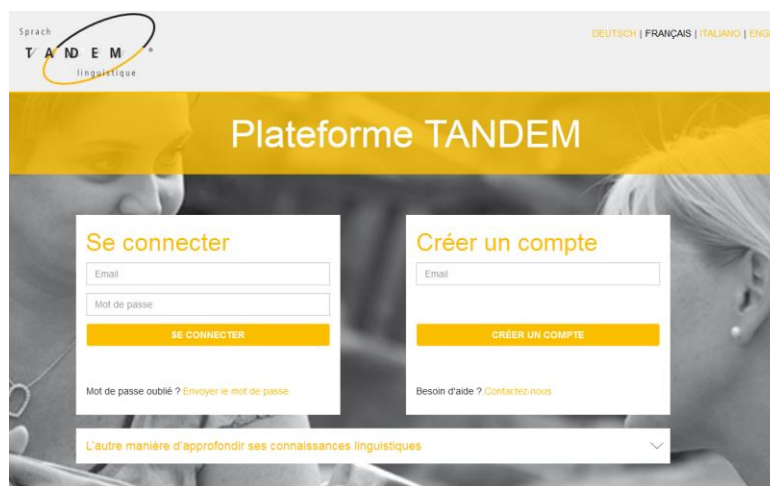 Sprach
TANDEM®
linguistique
DEUTSCH | FRANÇAIS | ITALIANO |
Plateforme TANDEM
Se connecter
Email
Mot de passe
SE CONNECTER
Mot de passe oublié ? Envoyer le mot de passe
Créer un compte
Email
CRÉER UN COMPTE
Besoin d'aide ? Contactez-nous
L'autre manière d'approfondir ses connaissances linguistiques